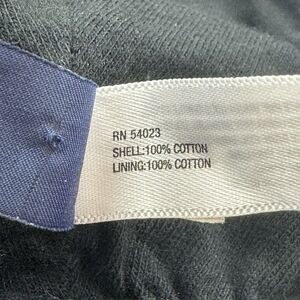 RN 54023
SHELL:100% COTTON
LINING:100% COTTON